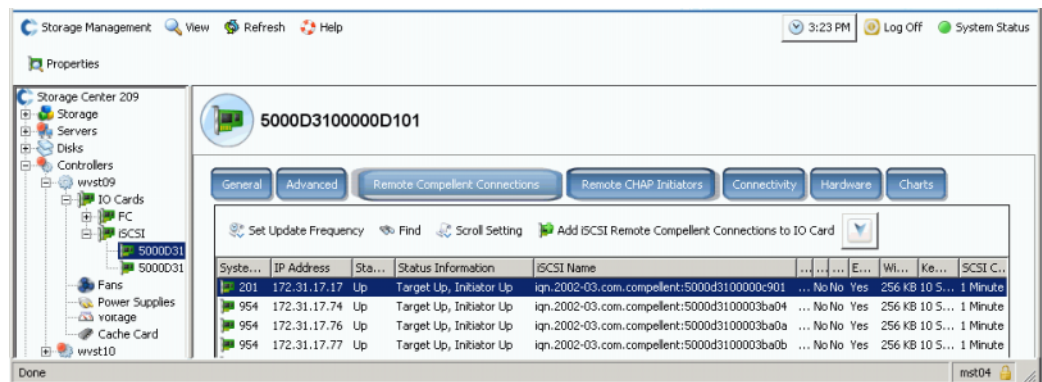 Storage Management View Refresh Help 3:23 PM Log Off System Status
Properties
Storage Center 209
Storage
Servers
Disks
Controllers
wvst09
IO Cards
FC
iSCSI
5000D31
5000D31
Fans
Power Supplies
Voltage
Cache Card
wvst10
5000D3100000D101
General Advanced Remote Compellent Connections Remote CHAP Initiators Connectivity Hardware Charts
Set Update Frequency Find Scroll Setting Add iSCSI Remote Compellent Connections to IO Card
Syste... IP Address Sta... Status Information iSCSI Name ... ... ... E... Wi... Ke... SCSI C...
201 172.31.17.17 Up Target Up, Initiator Up iqn.2002-03.com.compellent:5000d3100000c901 ... No No Yes 256 KB 10 S... 1 Minute
954 172.31.17.74 Up Target Up, Initiator Up iqn.2002-03.com.compellent:5000d3100003ba04 ... No No Yes 256 KB 10 S... 1 Minute
954 172.31.17.76 Up Target Up, Initiator Up iqn.2002-03.com.compellent:5000d3100003ba0a ... No No Yes 256 KB 10 S... 1 Minute
954 172.31.17.77 Up Target Up, Initiator Up iqn.2002-03.com.compellent:5000d3100003ba0b ... No No Yes 256 KB 10 S... 1 Minute
Done mst04